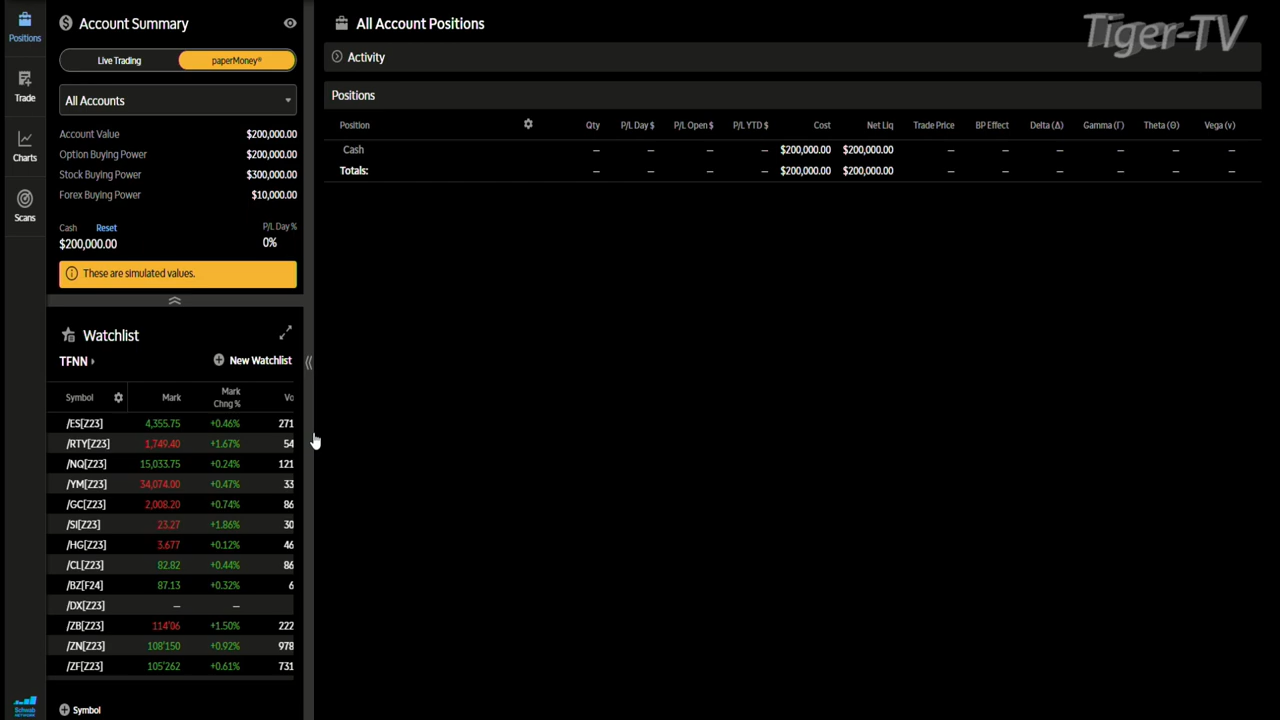 Positions
Trade
Charts
Scans
Schwab
NETWORK
Account Summary
Live Trading paperMoney®
All Accounts
Account Value $200,000.00
Option Buying Power $200,000.00
Stock Buying Power $300,000.00
Forex Buying Power $10,000.00
Cash Reset P/L Day %
$200,000.00 0%
These are simulated values.
Watchlist
TFNN New Watchlist
Symbol Mark Mark Chng % Vo
/ES[Z23] 4,355.75 +0.46% 271
/RTY[Z23] 1,749.40 +1.67% 54
/NQ[Z23] 15,033.75 +0.24% 121
/YM[Z23] 34,074.00 +0.47% 33
/GC[Z23] 2,008.20 +0.74% 86
/SI[Z23] 23.27 +1.86% 30
/HG[Z23] 3.677 +0.12% 46
/CL[Z23] 82.82 +0.44% 86
/BZ[F24] 87.13 +0.32% 6
/DX[Z23] – –
/ZB[Z23] 114'06 +1.50% 222
/ZN[Z23] 108'150 +0.92% 978
/ZF[Z23] 105'262 +0.61% 731
Symbol
All Account Positions
Tiger-TV
Activity
Positions
Position Qty P/L Day $ P/L Open $ P/L YTD $ Cost Net Liq Trade Price BP Effect Delta (Δ) Gamma (Γ) Theta (Θ) Vega (v)
Cash – – – – $200,000.00 $200,000.00 – – – – – –
Totals: – – – – $200,000.00 $200,000.00 – – – – – –